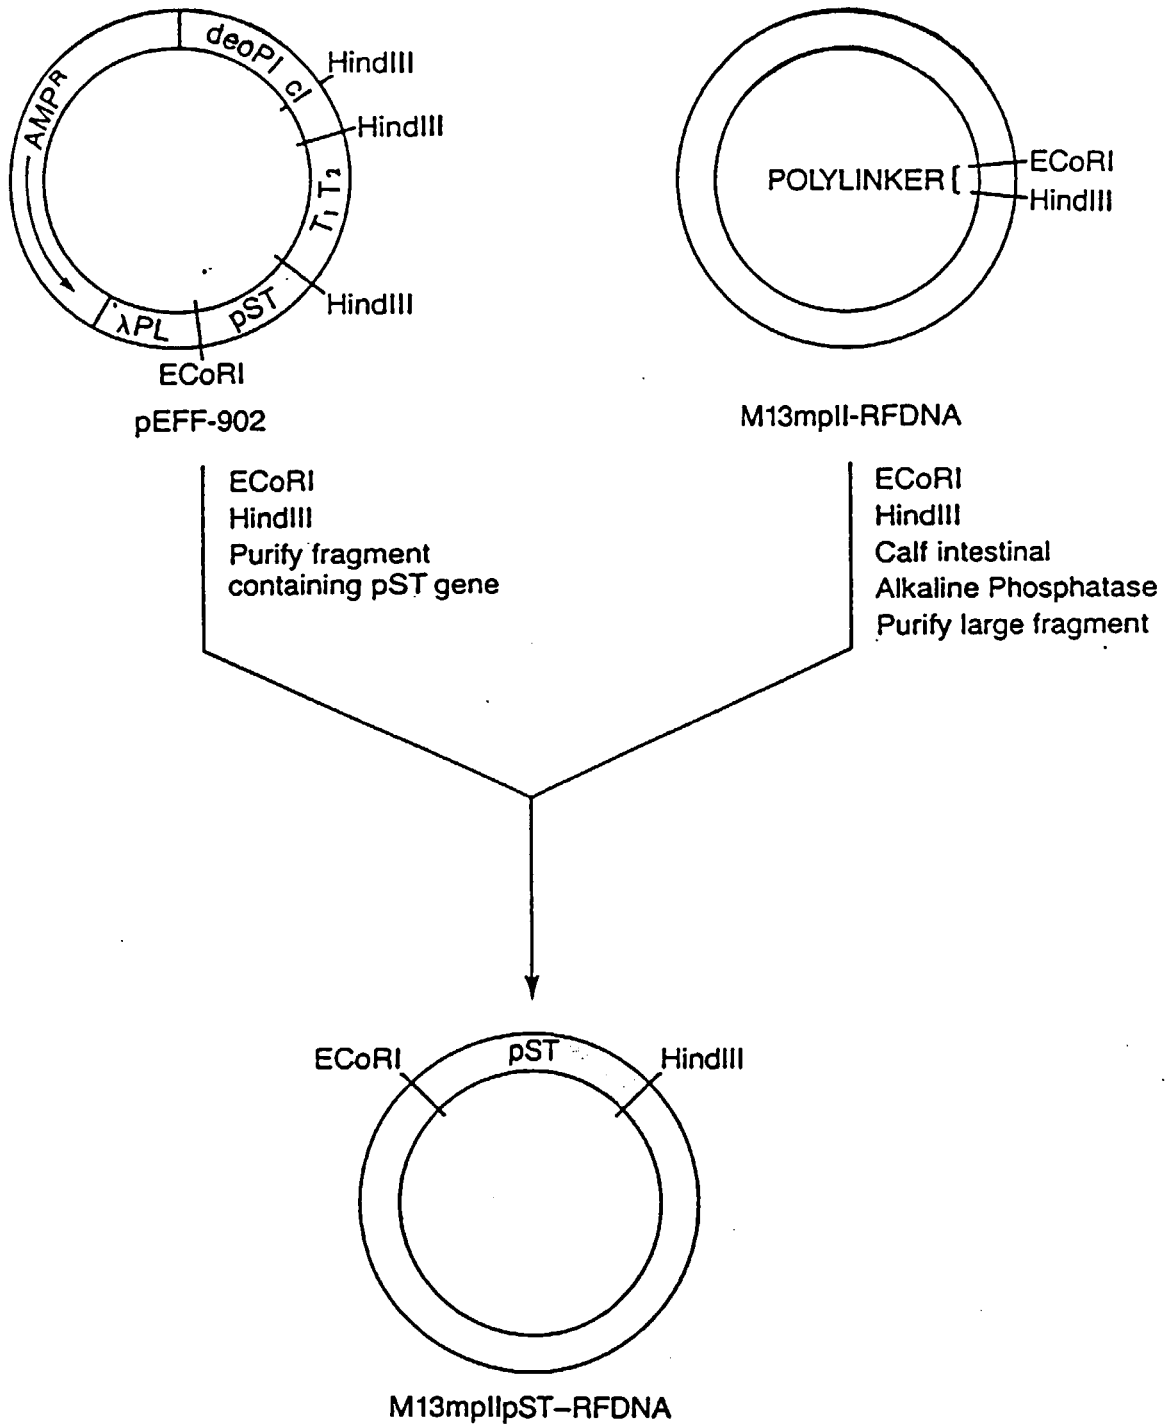 deoPI cI
HindIII
HindIII
AMPR
T1 T2
HindIII
pST
λPL
ECoRI
pEFF-902
POLYLINKER [
ECoRI
HindIII
M13mpII-RFDNA
ECoRI
HindIII
Purify fragment
containing pST gene
ECoRI
HindIII
Calf intestinal
Alkaline Phosphatase
Purify large fragment
ECoRI
pST
HindIII
M13mpIIpST-RFDNA